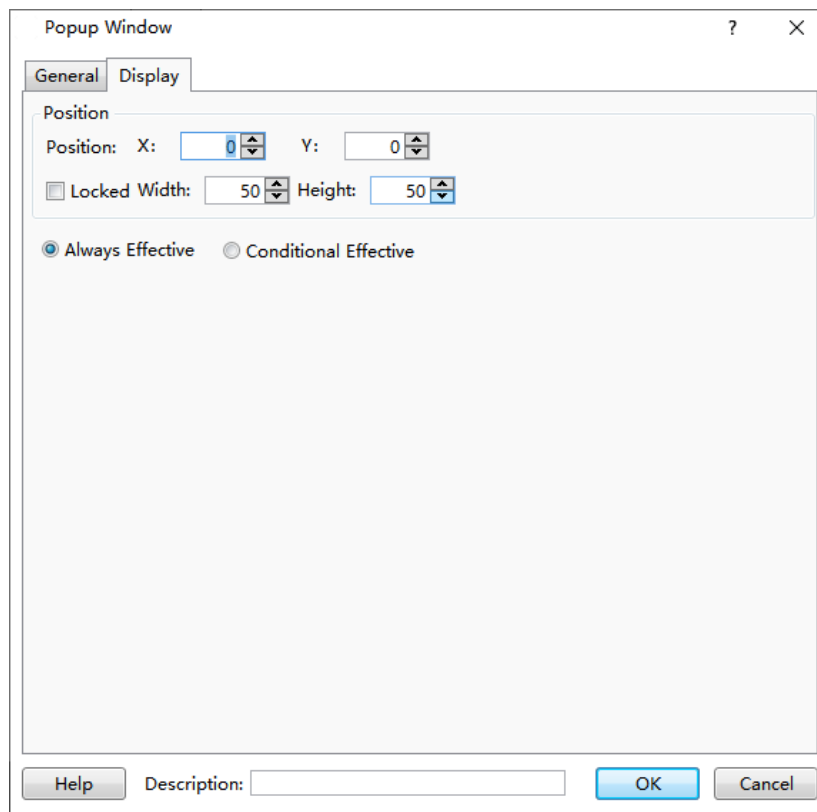 Popup Window ?
General Display
Position
Position: X: 0 Y: 0
Locked Width: 50 Height: 50
Always Effective Conditional Effective
Help Description: OK Cancel